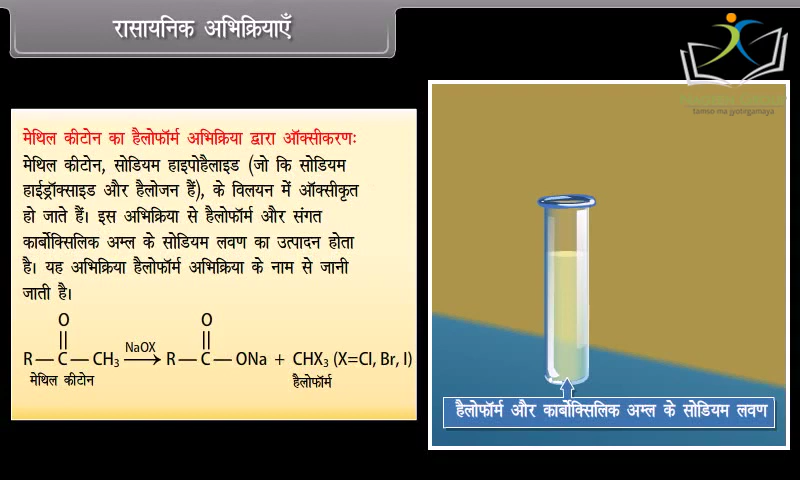 रासायनिक अभिक्रियाएँ
tamso ma jyotirgamaya
मेथिल कीटोन का हैलोफॉर्म अभिक्रिया द्वारा ऑक्सीकरणः
मेथिल कीटोन, सोडियम हाइपोहैलाइड (जो कि सोडियम
हाईड्रॉक्साइड और हैलोजन हैं), के विलयन में ऑक्सीकृत
हो जाते हैं। इस अभिक्रिया से हैलोफॉर्म और संगत
कार्बोक्सिलिक अम्ल के सोडियम लवण का उत्पादन होता
है। यह अभिक्रिया हैलोफॉर्म अभिक्रिया के नाम से जानी
जाती है।
O O
|| ||
R — C — CH₃ NaOX ⟶ R — C — ONa + CHX₃ (X=Cl, Br, I)
मेथिल कीटोन हैलोफॉर्म
हैलोफॉर्म और कार्बोक्सिलिक अम्ल के सोडियम लवण